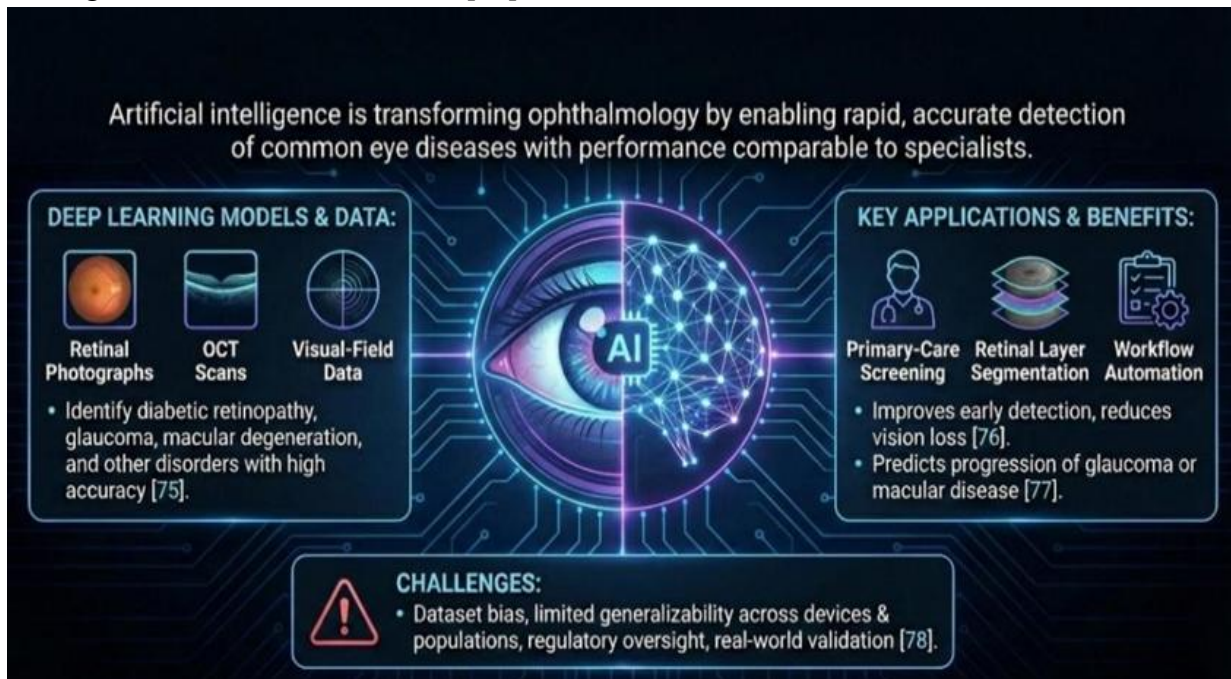 Artificial intelligence is transforming ophthalmology by enabling rapid, accurate detection
of common eye diseases with performance comparable to specialists.
DEEP LEARNING MODELS & DATA:
Retinal
Photographs
OCT
Scans
Visual-Field
Data
• Identify diabetic retinopathy,
glaucoma, macular degeneration,
and other disorders with high
accuracy [75].
AI
KEY APPLICATIONS & BENEFITS:
Primary-Care
Screening
Retinal Layer
Segmentation
Workflow
Automation
• Improves early detection, reduces
vision loss [76].
• Predicts progression of glaucoma or
macular disease [77].
CHALLENGES:
• Dataset bias, limited generalizability across devices &
populations, regulatory oversight, real-world validation [78].